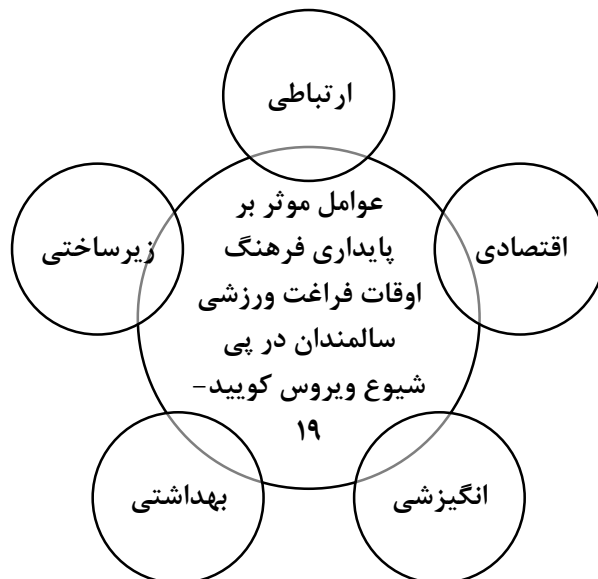 ارتباطی
اقتصادی
زیرساختی
عوامل موثر بر
پایداری فرهنگ
اوقات فراغت ورزشی
سالمندان در پی
شیوع ویروس کویید-
۱۹
انگیزشی
بهداشتی